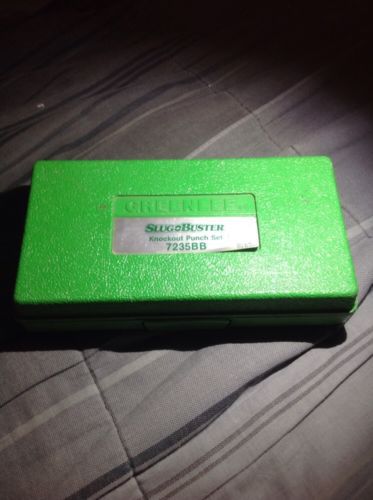 GREENLEE
SLUG BUSTER
Knockout Punch Set
7235BB